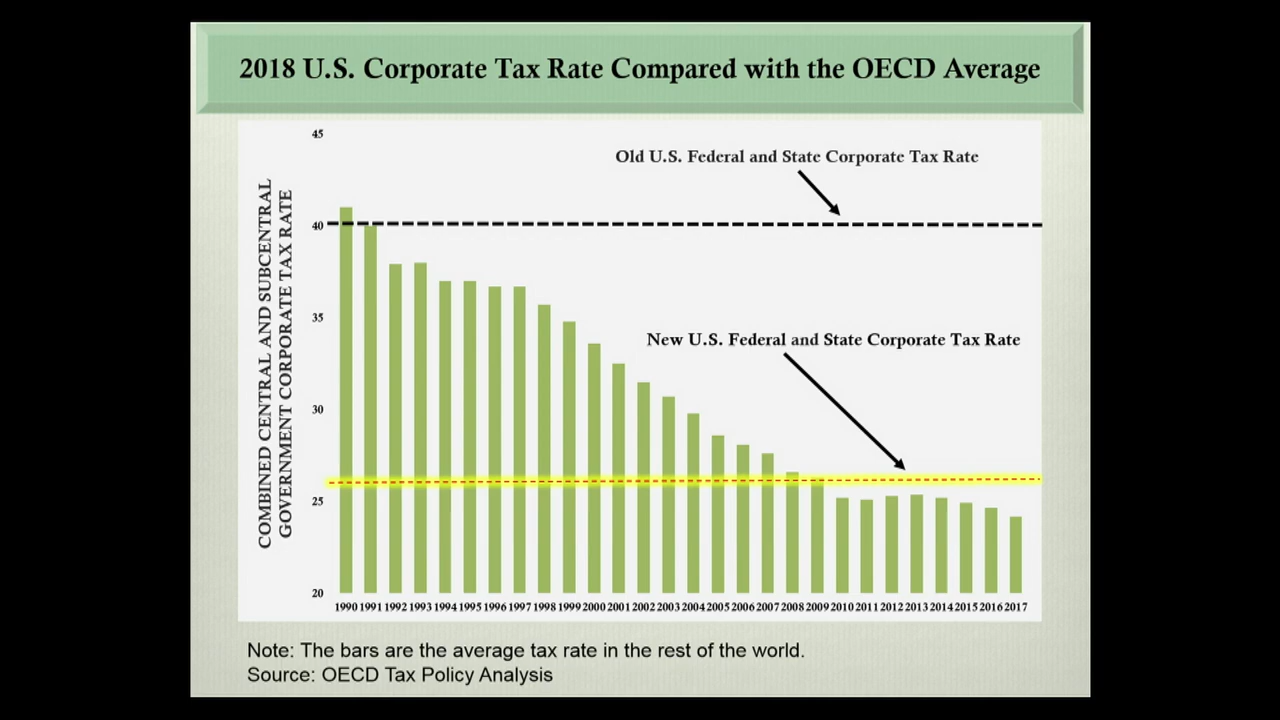 2018 U.S. Corporate Tax Rate Compared with the OECD Average
COMBINED CENTRAL AND SUBCENTRAL
GOVERNMENT CORPORATE TAX RATE
45
40
35
30
25
20
Old U.S. Federal and State Corporate Tax Rate
New U.S. Federal and State Corporate Tax Rate
1990 1991 1992 1993 1994 1995 1996 1997 1998 1999 2000 2001 2002 2003 2004 2005 2006 2007 2008 2009 2010 2011 2012 2013 2014 2015 2016 2017
Note: The bars are the average tax rate in the rest of the world.
Source: OECD Tax Policy Analysis